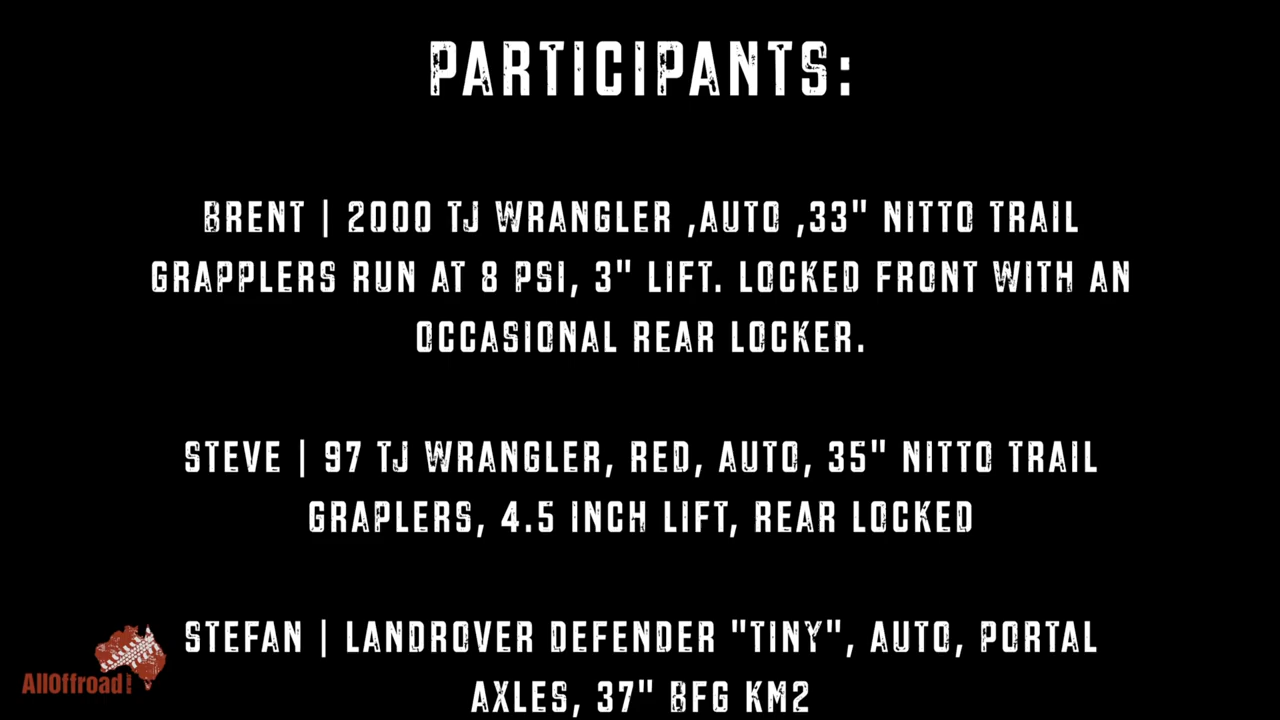 PARTICIPANTS:
BRENT | 2000 TJ WRANGLER ,AUTO ,33" NITTO TRAIL
GRAPPLERS RUN AT 8 PSI, 3" LIFT. LOCKED FRONT WITH AN
OCCASIONAL REAR LOCKER.
STEVE | 97 TJ WRANGLER, RED, AUTO, 35" NITTO TRAIL
GRAPLERS, 4.5 INCH LIFT, REAR LOCKED
STEFAN | LANDROVER DEFENDER "TINY", AUTO, PORTAL
AXLES, 37" BFG KM2
AllOffroad